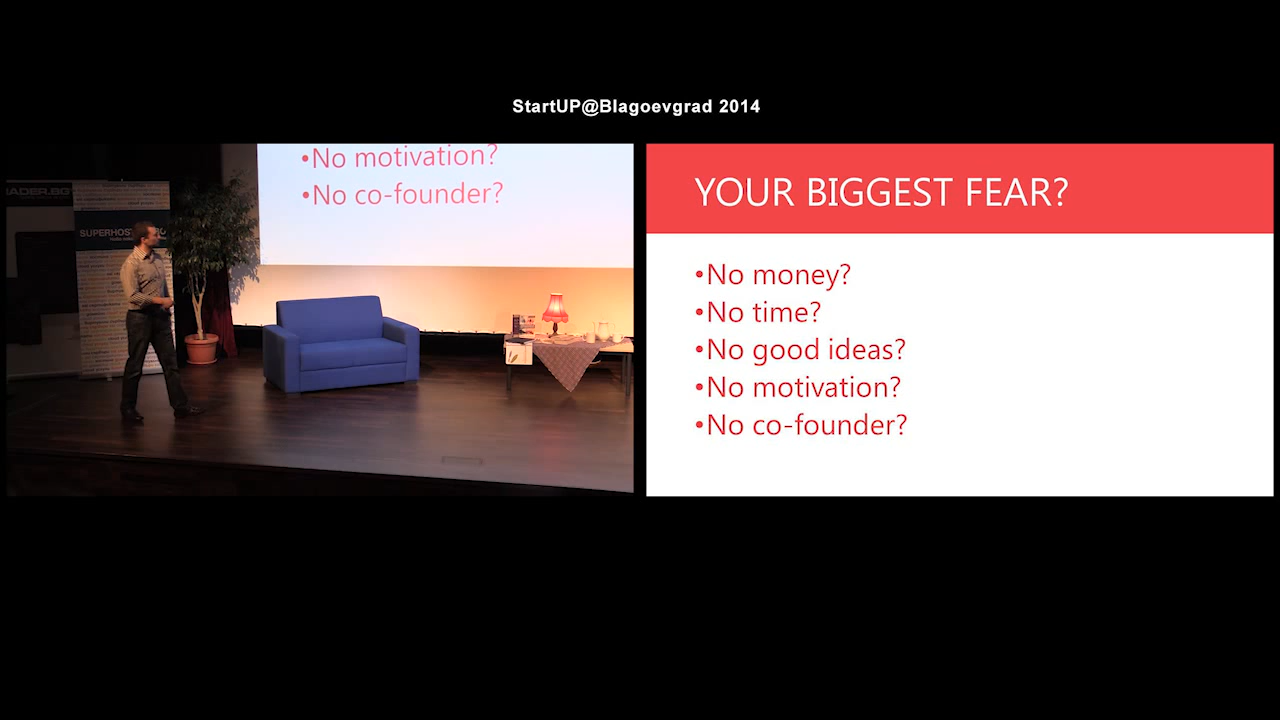 StartUP@Blagoevgrad 2014
•No motivation?
•No co-founder?
YOUR BIGGEST FEAR?
•No money?
•No time?
•No good ideas?
•No motivation?
•No co-founder?